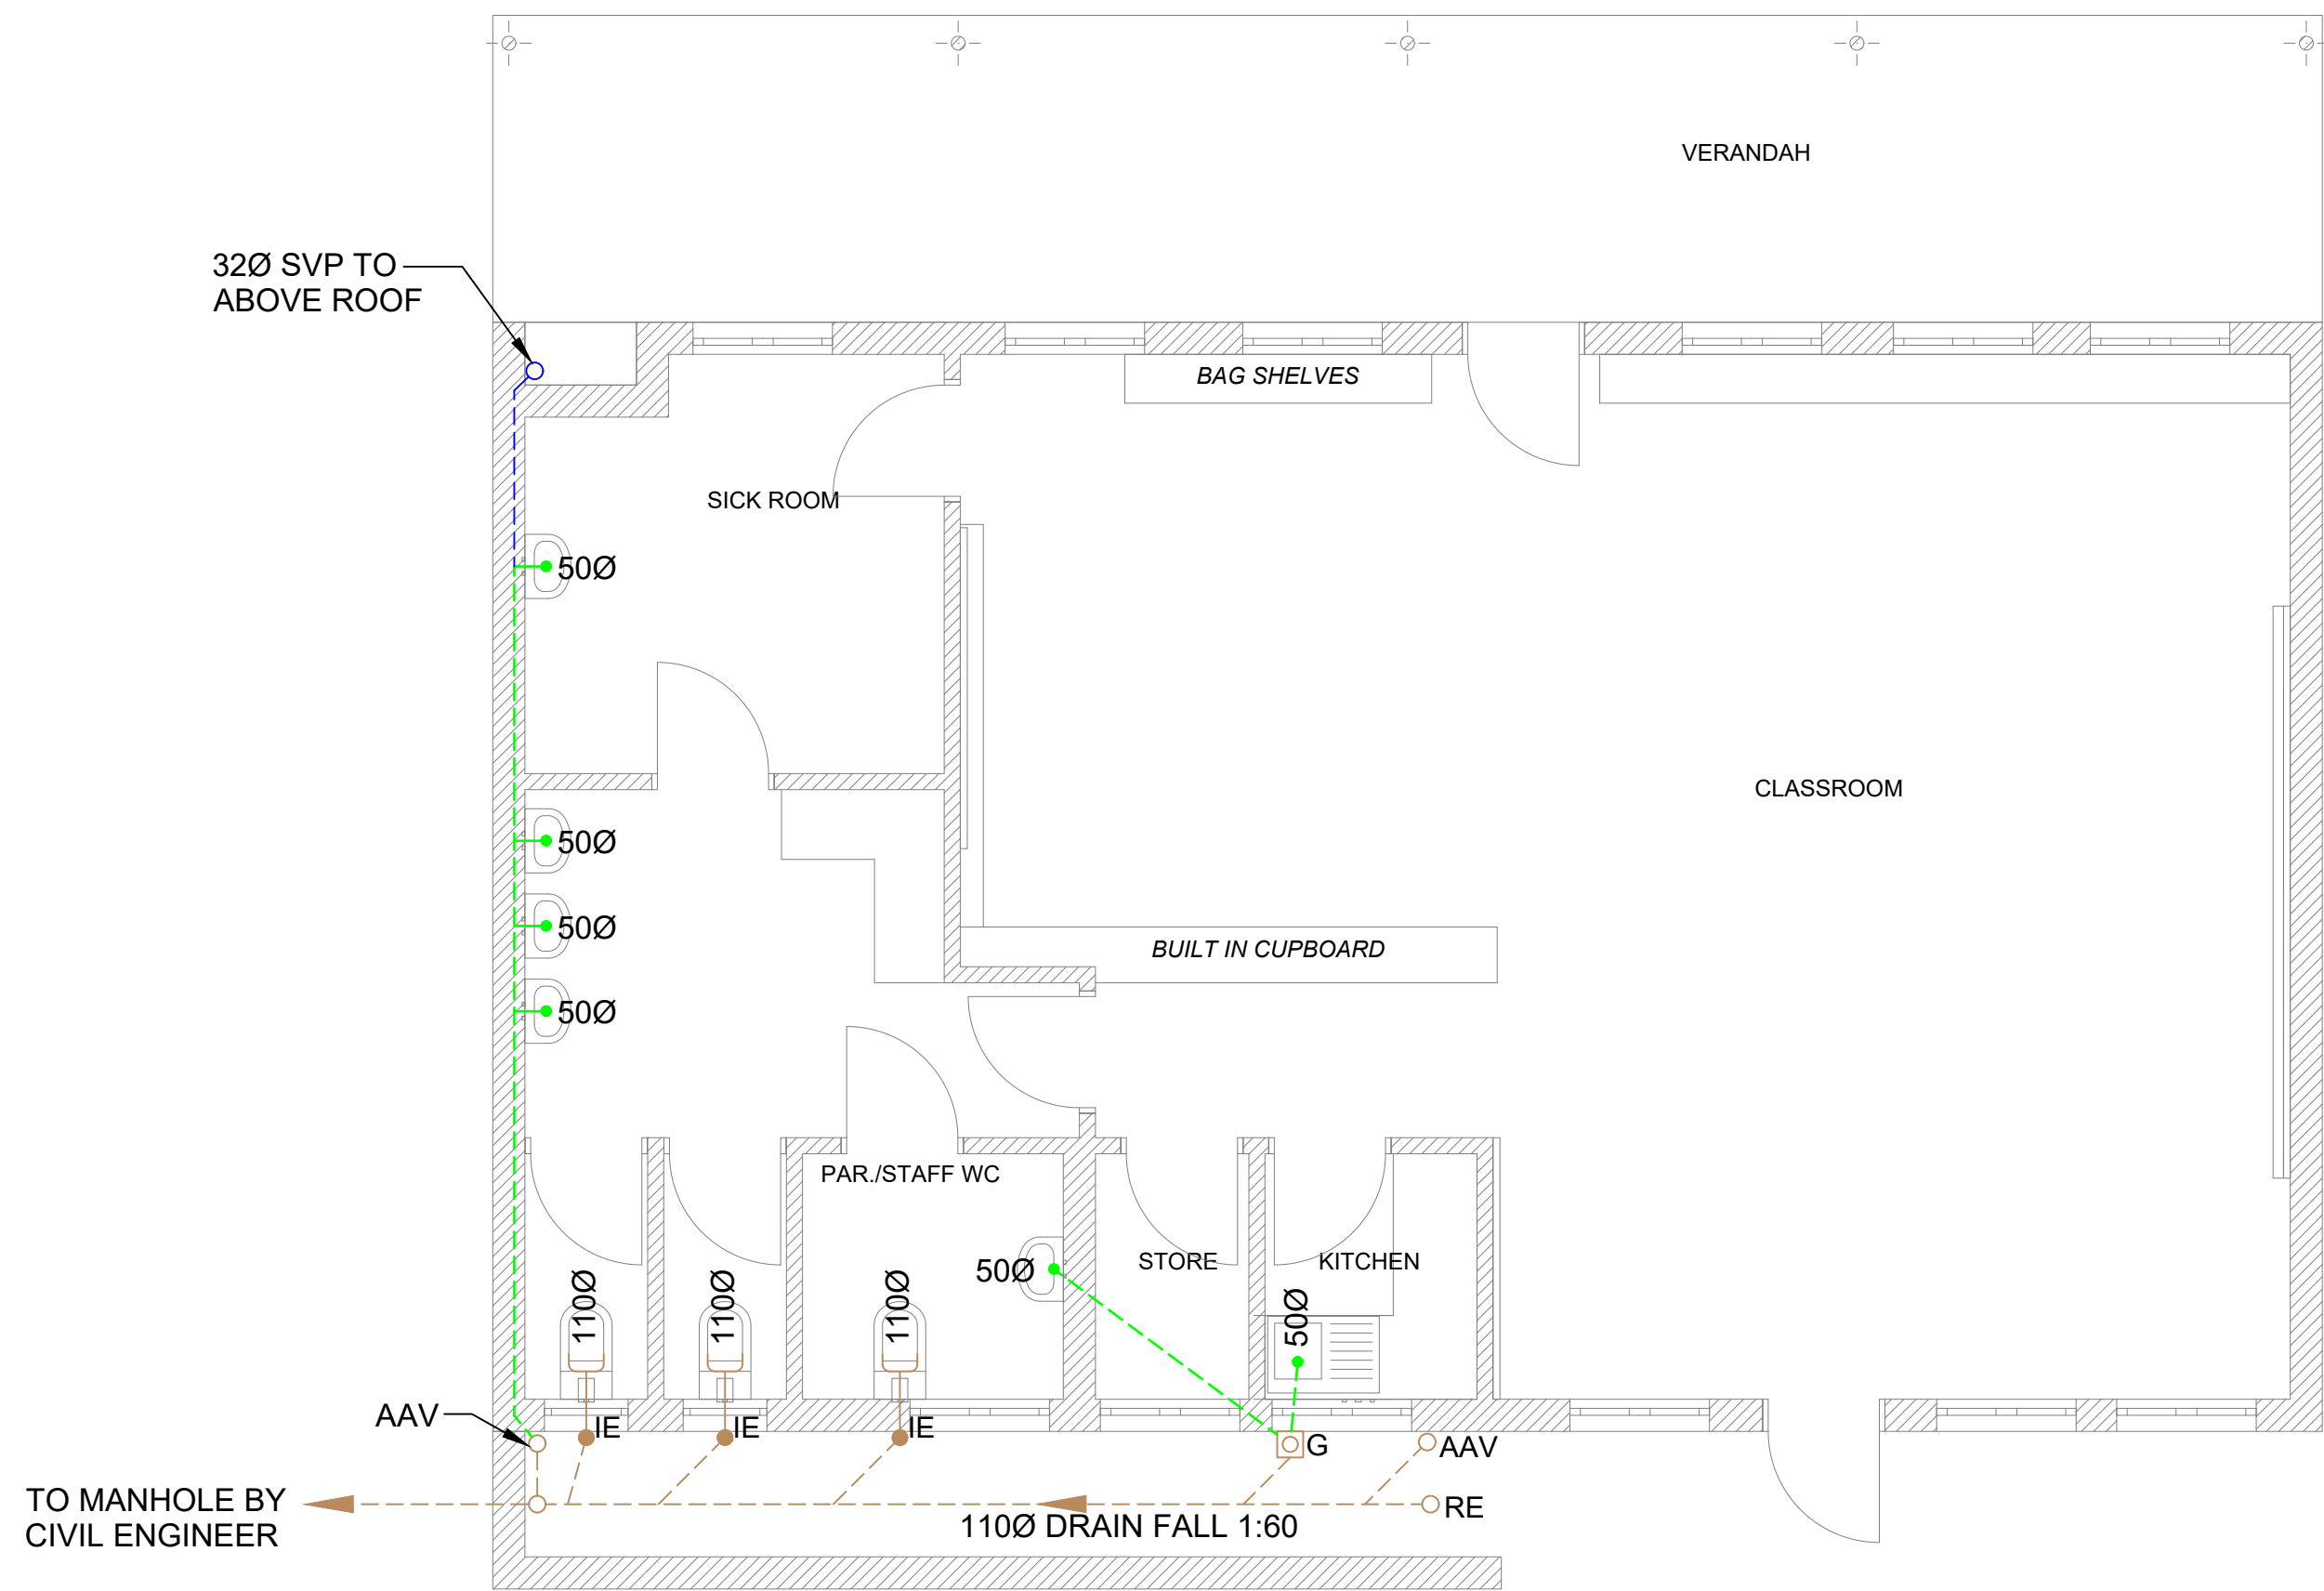 VERANDAH
32Ø SVP TO
ABOVE ROOF
BAG SHELVES
SICK ROOM
50Ø
CLASSROOM
50Ø
50Ø
BUILT IN CUPBOARD
50Ø
PAR./STAFF WC
STORE
KITCHEN
50Ø
110Ø
110Ø
110Ø
50Ø
AAV
IE
IE
IE
G
AAV
TO MANHOLE BY
CIVIL ENGINEER
RE
110Ø DRAIN FALL 1:60